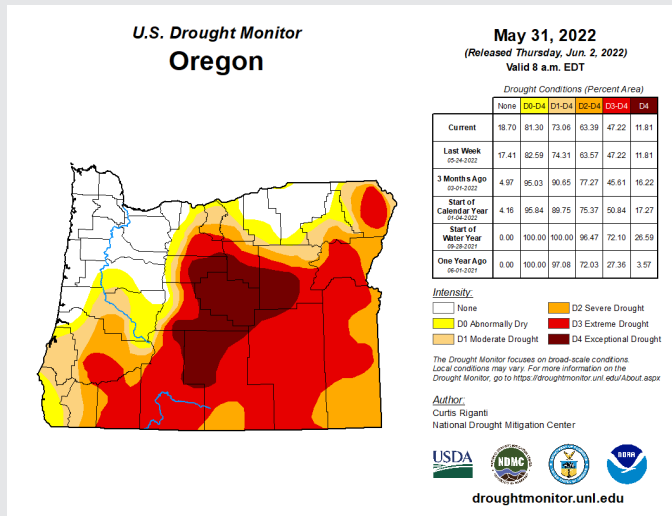 U.S. Drought Monitor
Oregon
May 31, 2022
(Released Thursday, Jun. 2, 2022)
Valid 8 a.m. EDT
Drought Conditions (Percent Area)
None D0-D4 D1-D4 D2-D4 D3-D4 D4
Current 18.70 81.30 73.06 63.39 47.22 11.81
Last Week 17.41 82.59 74.31 63.57 47.22 11.81
05-24-2022
3 Months Ago 4.97 95.03 90.65 77.27 45.61 16.22
03-01-2022
Start of
Calendar Year 4.16 95.84 89.75 75.37 50.84 17.27
01-04-2022
Start of
Water Year 0.00 100.00 100.00 96.47 72.10 26.59
09-28-2021
One Year Ago 0.00 100.00 97.08 72.03 27.36 3.57
06-01-2021
Intensity:
None
D0 Abnormally Dry
D1 Moderate Drought
D2 Severe Drought
D3 Extreme Drought
D4 Exceptional Drought
The Drought Monitor focuses on broad-scale conditions.
Local conditions may vary. For more information on the
Drought Monitor, go to https://droughtmonitor.unl.edu/About.aspx
Author:
Curtis Riganti
National Drought Mitigation Center
USDA
NDMC
NOAA
droughtmonitor.unl.edu